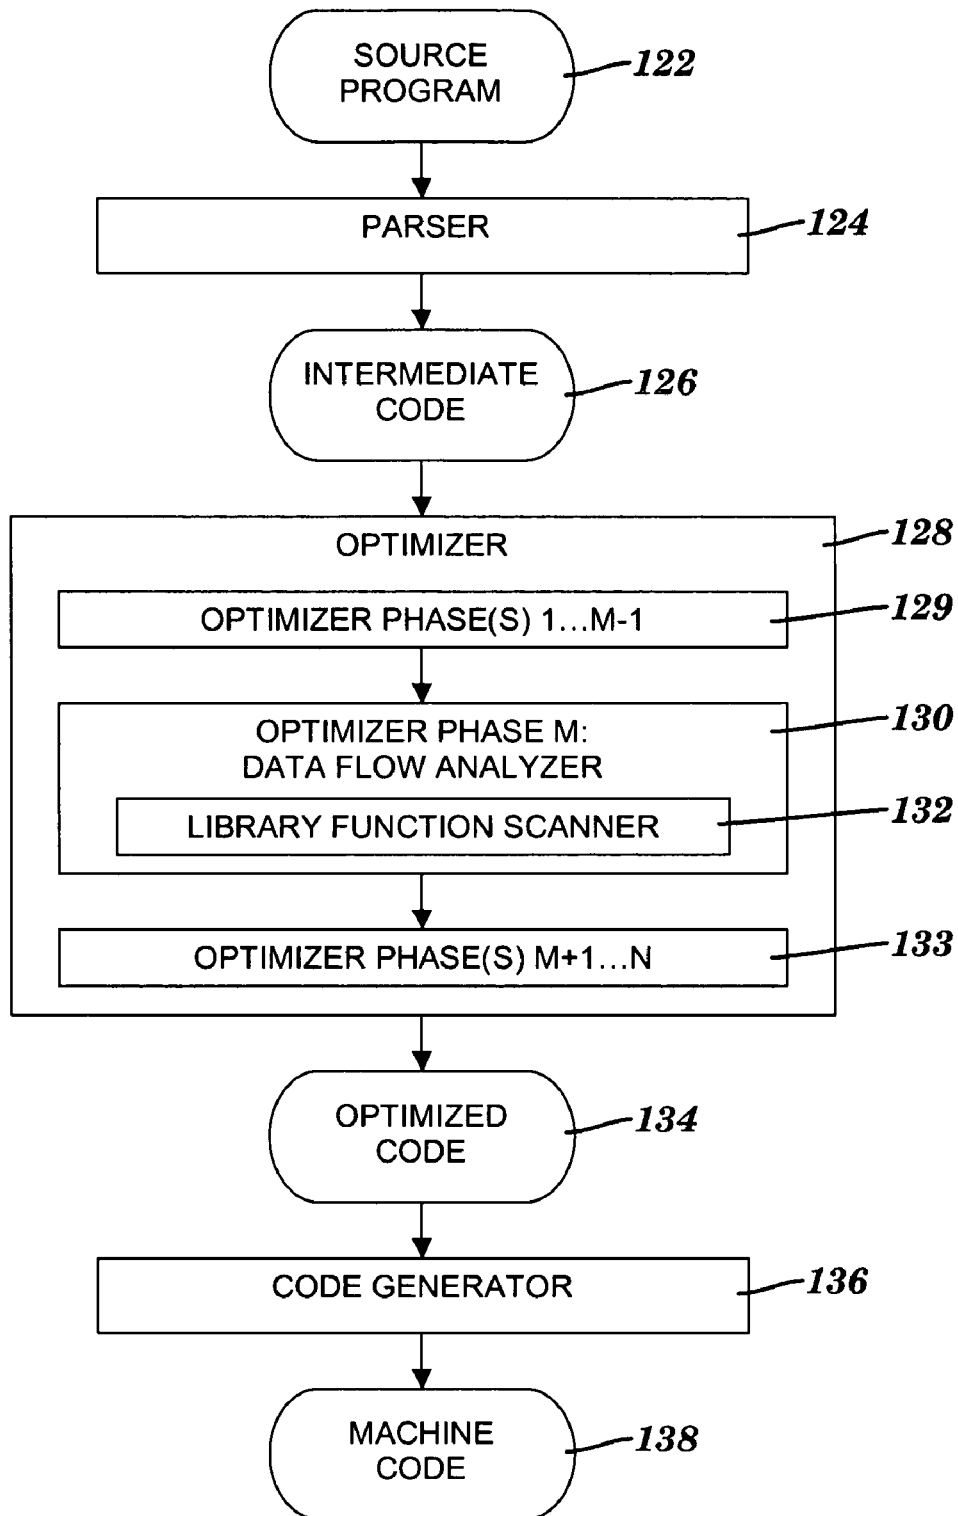 SOURCE
PROGRAM
122
PARSER
124
INTERMEDIATE
CODE
126
OPTIMIZER
128
OPTIMIZER PHASE(S) 1...M-1
129
OPTIMIZER PHASE M:
DATA FLOW ANALYZER
130
LIBRARY FUNCTION SCANNER
132
OPTIMIZER PHASE(S) M+1...N
133
OPTIMIZED
CODE
134
CODE GENERATOR
136
MACHINE
CODE
138